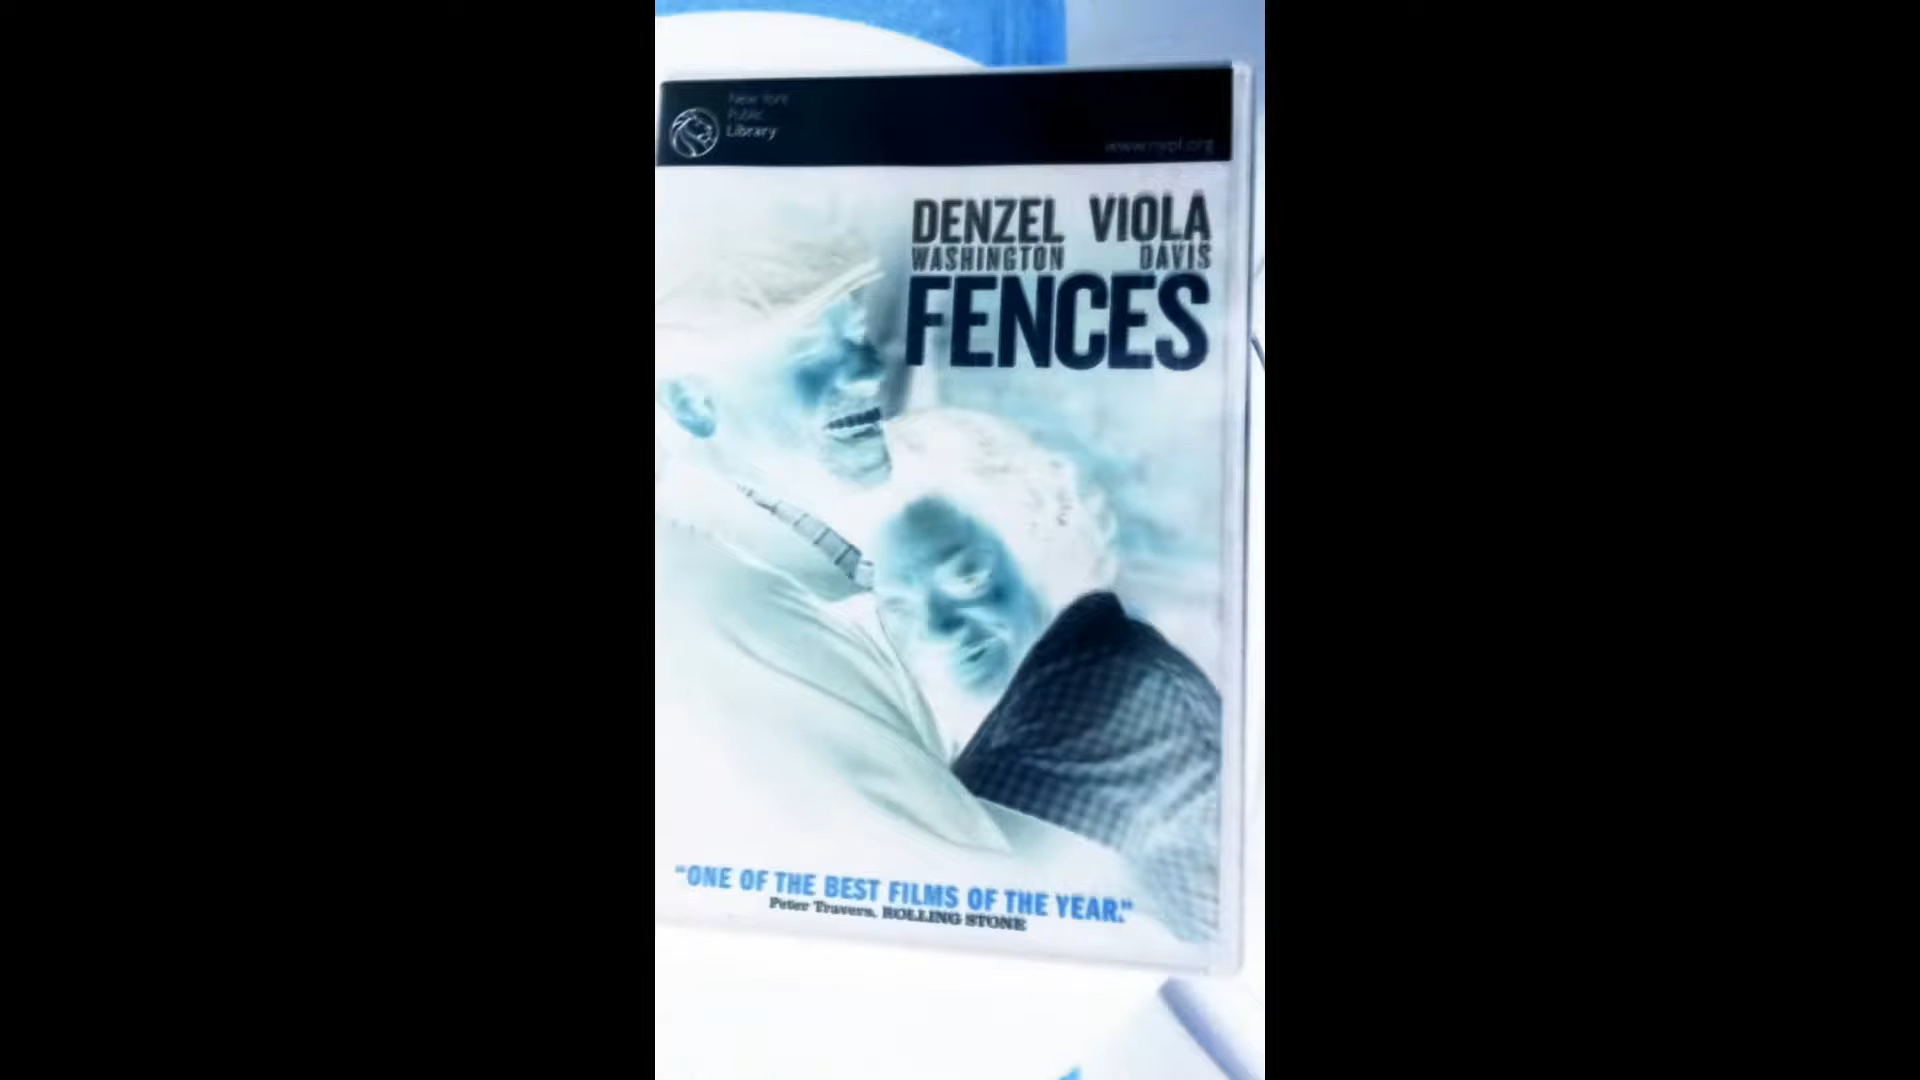 New York
Public
Library
www.nypl.org
DENZEL VIOLA
WASHINGTON DAVIS
FENCES
"ONE OF THE BEST FILMS OF THE YEAR."
Peter Travers, ROLLING STONE